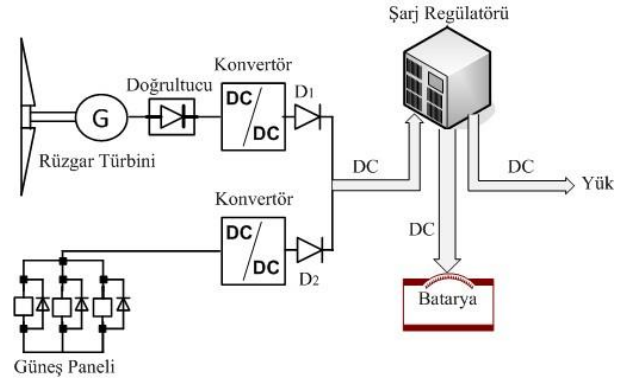 Şarj Regülatörü
Konvertör
Doğrultucu
DC
DC
D1
G
Rüzgar Türbini
DC
DC
Yük
Konvertör
DC
DC
D2
DC
Batarya
Güneş Paneli